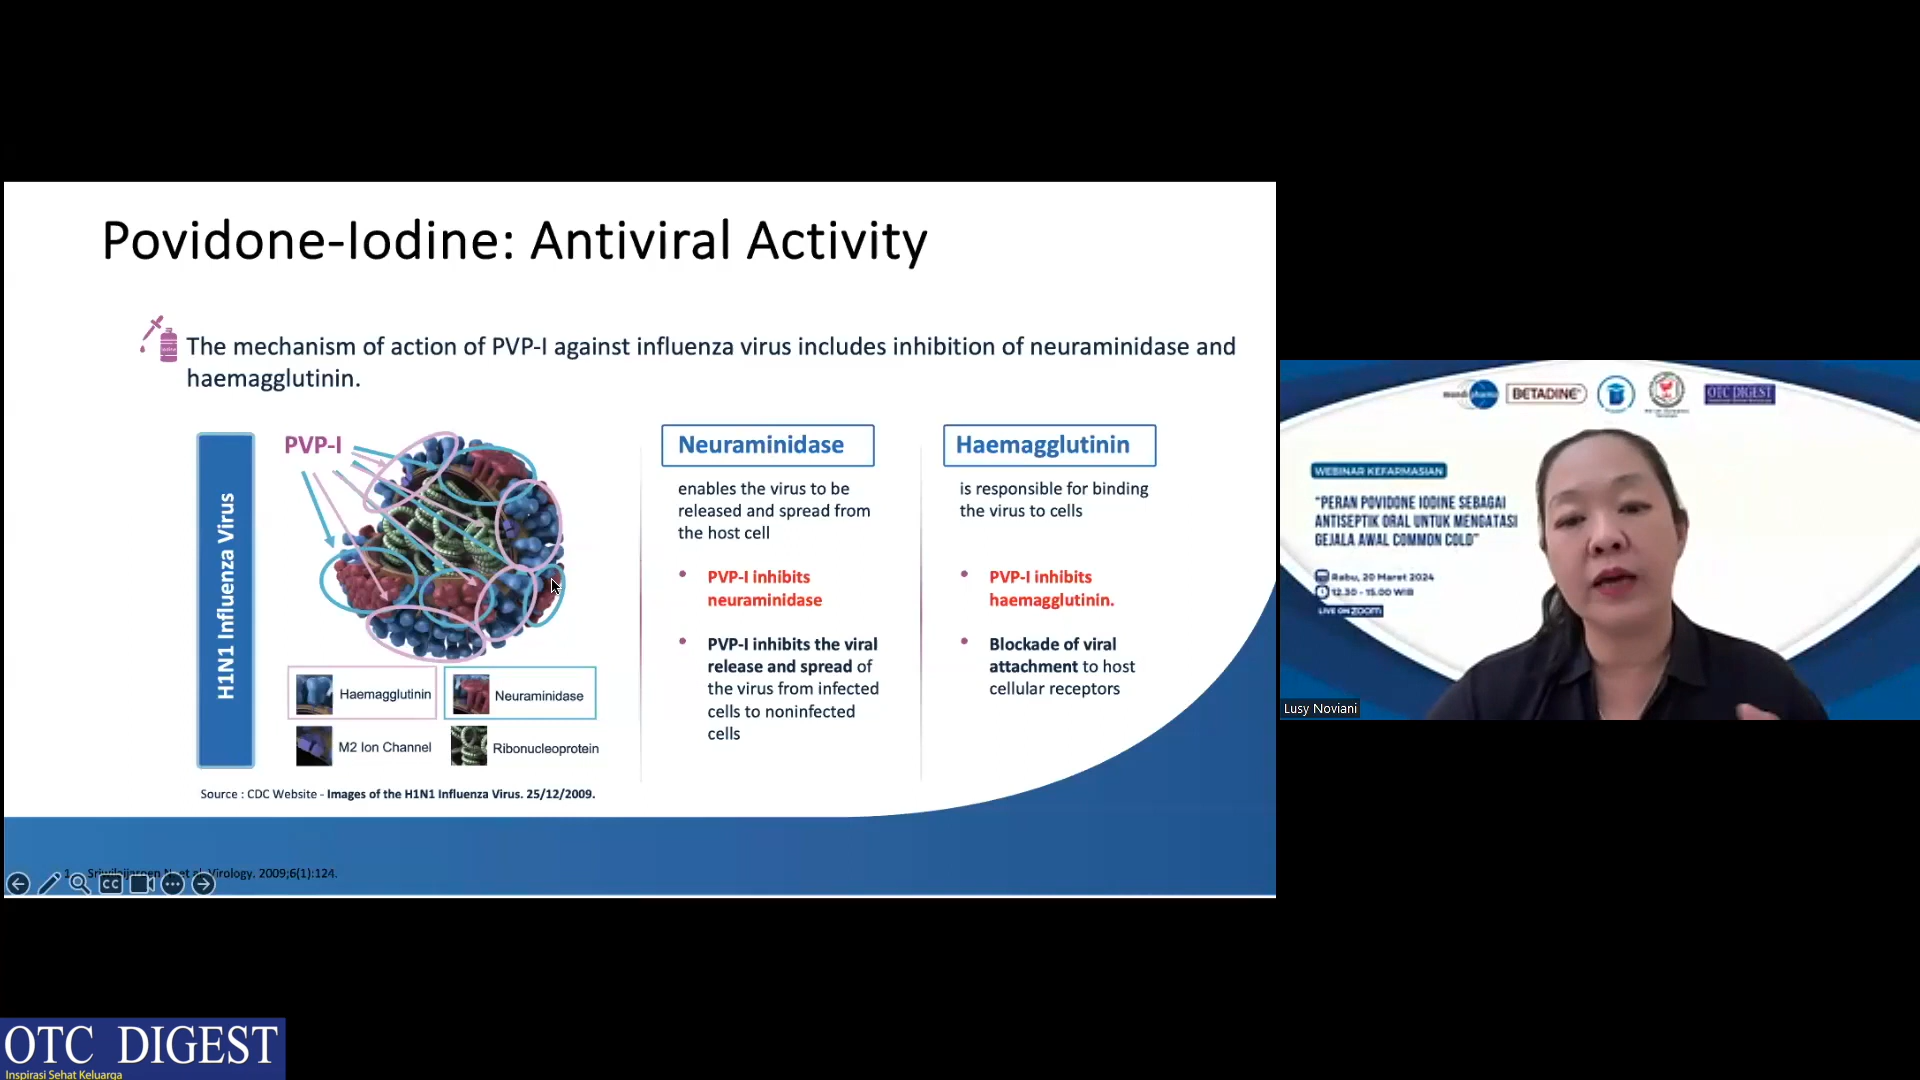 Povidone-Iodine: Antiviral Activity
The mechanism of action of PVP-I against influenza virus includes inhibition of neuraminidase and
haemagglutinin.
H1N1 Influenza Virus
PVP-I
Haemagglutinin
Neuraminidase
M2 Ion Channel
Ribonucleoprotein
Source : CDC Website - Images of the H1N1 Influenza Virus. 25/12/2009.
Neuraminidase
enables the virus to be
released and spread from
the host cell
• PVP-I inhibits
neuraminidase
• PVP-I inhibits the viral
release and spread of
the virus from infected
cells to noninfected
cells
Haemagglutinin
is responsible for binding
the virus to cells
• PVP-I inhibits
haemagglutinin.
• Blockade of viral
attachment to host
cellular receptors
et al. Virology. 2009;6(1):124.
CC
BETADINE
OTC DIGEST
WEBINAR KEFARMASIAN
"PERAN POVIDONE IODINE SEBAGAI
ANTISEPTIK ORAL UNTUK MENGATASI
GEJALA AWAL COMMON COLD"
Rabu, 20 Maret 2024
12.30 - 15.00 WIB
LIVE ON zoom
Lusy Noviani
OTC DIGEST
Inspirasi Sehat Keluarga